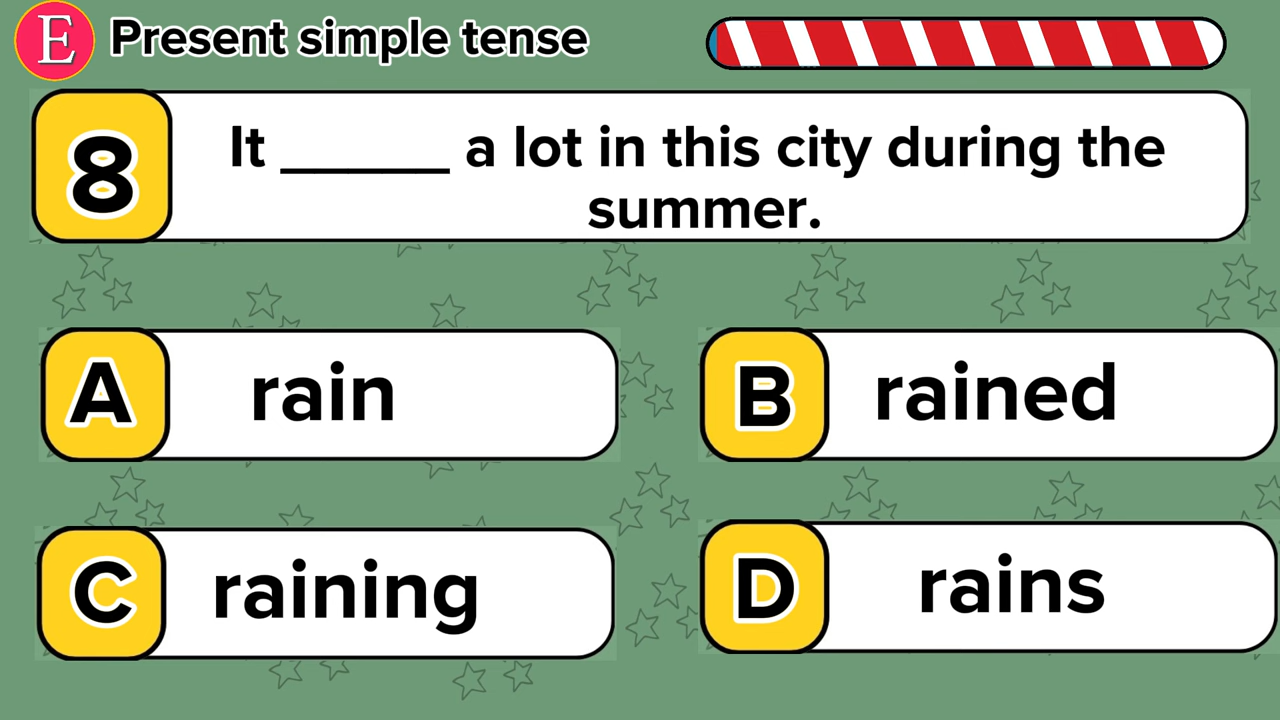 E Present simple tense
8
It ______ a lot in this city during the
summer.
A rain
B rained
C raining
D rains